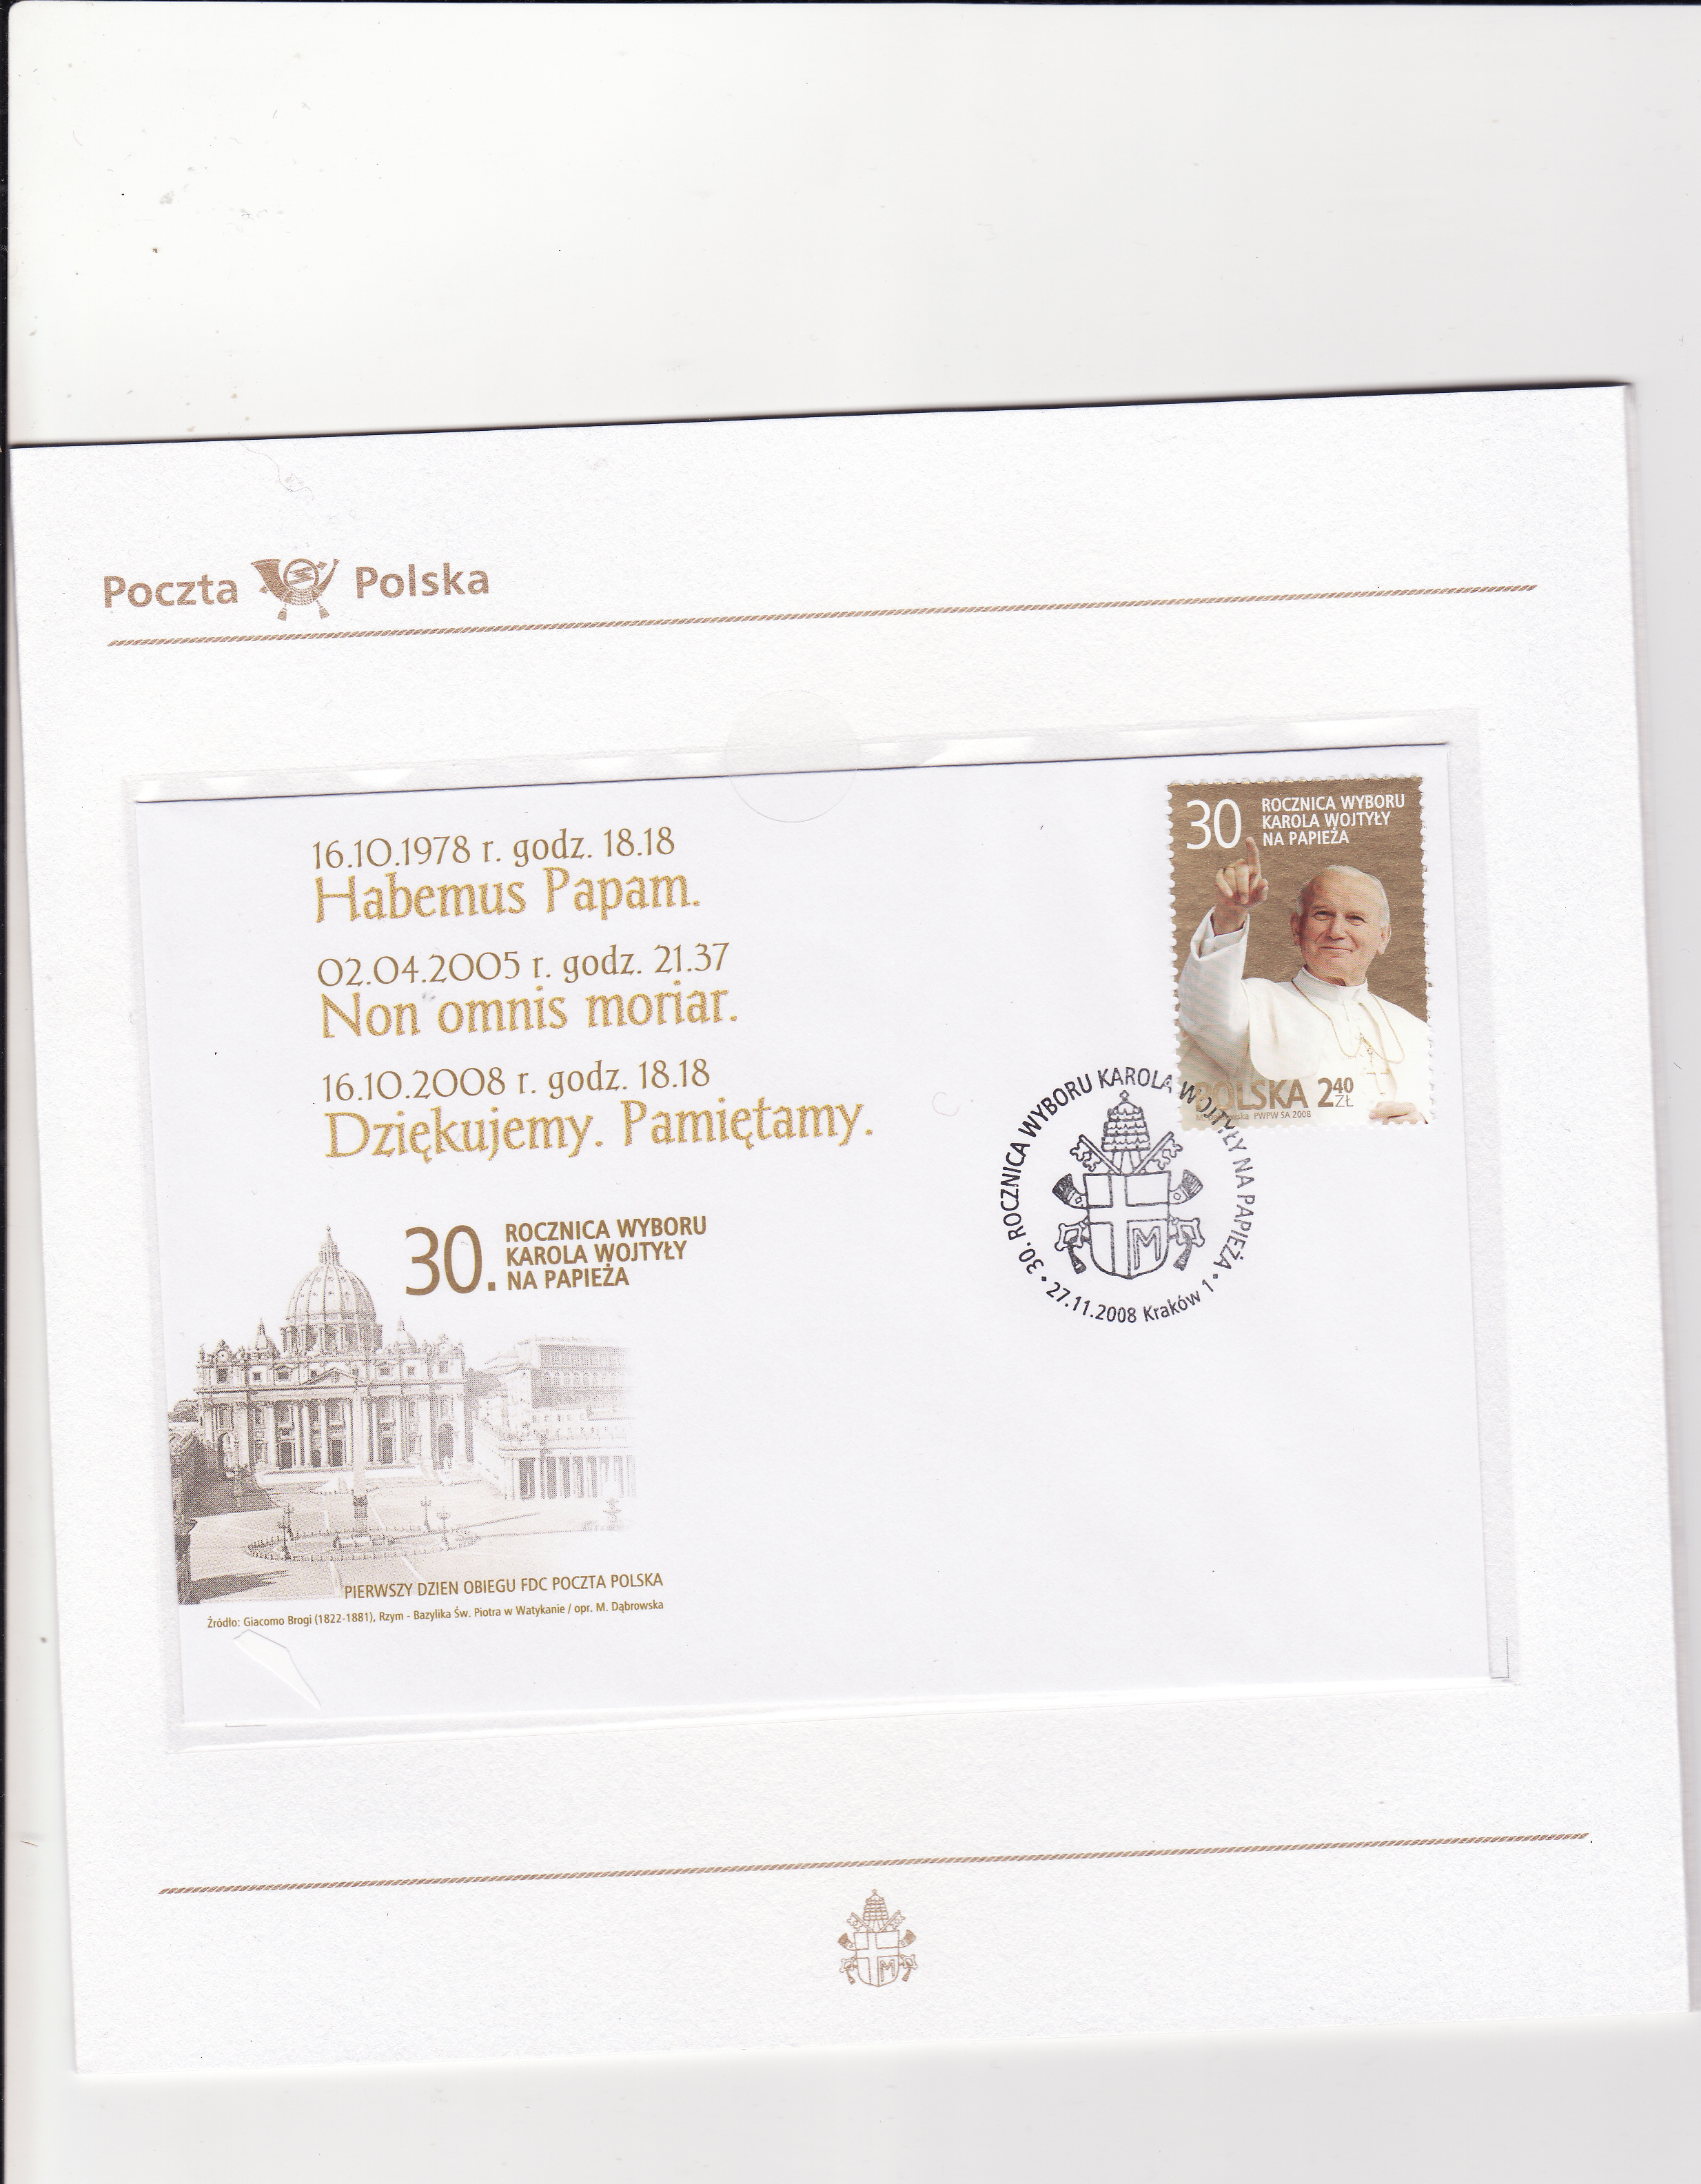 Poczta Polska
16.10.1978 r. godz. 18.18
Habemus Papam.
02.04.2005 r. godz. 21.37
Non omnis moriar.
16.10.2008 r. godz. 18.18
Dziękujemy. Pamiętamy.
30. ROCZNICA WYBORU
KAROLA WOJTYŁY
NA PAPIEŻA
PIERWSZY DZIEŃ OBIEGU FDC POCZTA POLSKA
Źródło: Giacomo Brogi (1822-1881), Rzym - Bazylika Św. Piotra w Watykanie / opr. M. Dąbrowska
30. ROCZNICA WYBORU
KAROLA WOJTYŁY
NA PAPIEŻA
POLSKA 240 ZŁ
PWPW SA 2008
30. ROCZNICA WYBORU KAROLA WOJTYŁY NA PAPIEŻA
27.11.2008 Kraków 1
M
M